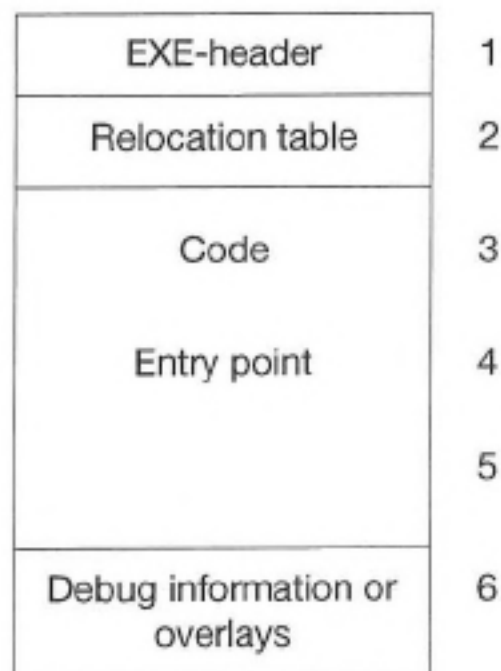 EXE-header 1
Relocation table 2
Code 3
Entry point 4
5
Debug information or 6
overlays